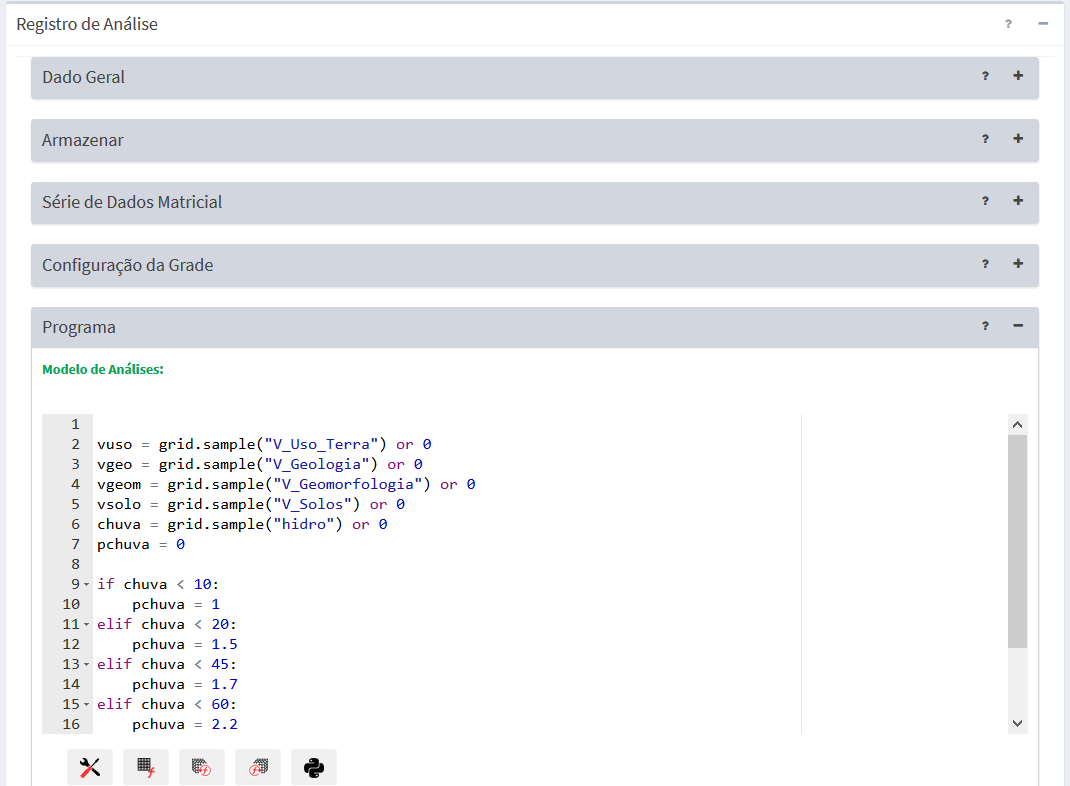 Registro de Análise ? −
Dado Geral ? +
Armazenar ? +
Série de Dados Matricial ? +
Configuração da Grade ? +
Programa ? −
Modelo de Análises:
1
2 vuso = grid.sample("V_Uso_Terra") or 0
3 vgeo = grid.sample("V_Geologia") or 0
4 vgeom = grid.sample("V_Geomorfologia") or 0
5 vsolo = grid.sample("V_Solos") or 0
6 chuva = grid.sample("hidro") or 0
7 pchuva = 0
8
9 if chuva < 10:
10     pchuva = 1
11 elif chuva < 20:
12     pchuva = 1.5
13 elif chuva < 45:
14     pchuva = 1.7
15 elif chuva < 60:
16     pchuva = 2.2